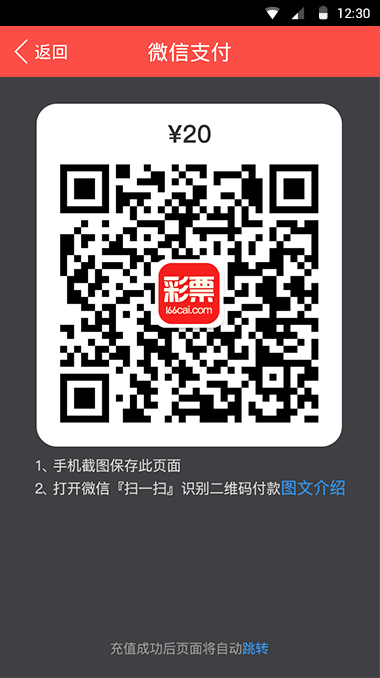 12:30
返回
微信支付
¥20
彩票
166cai.com
1、手机截图保存此页面
2、打开微信『扫一扫』识别二维码付款图文介绍
充值成功后页面将自动跳转